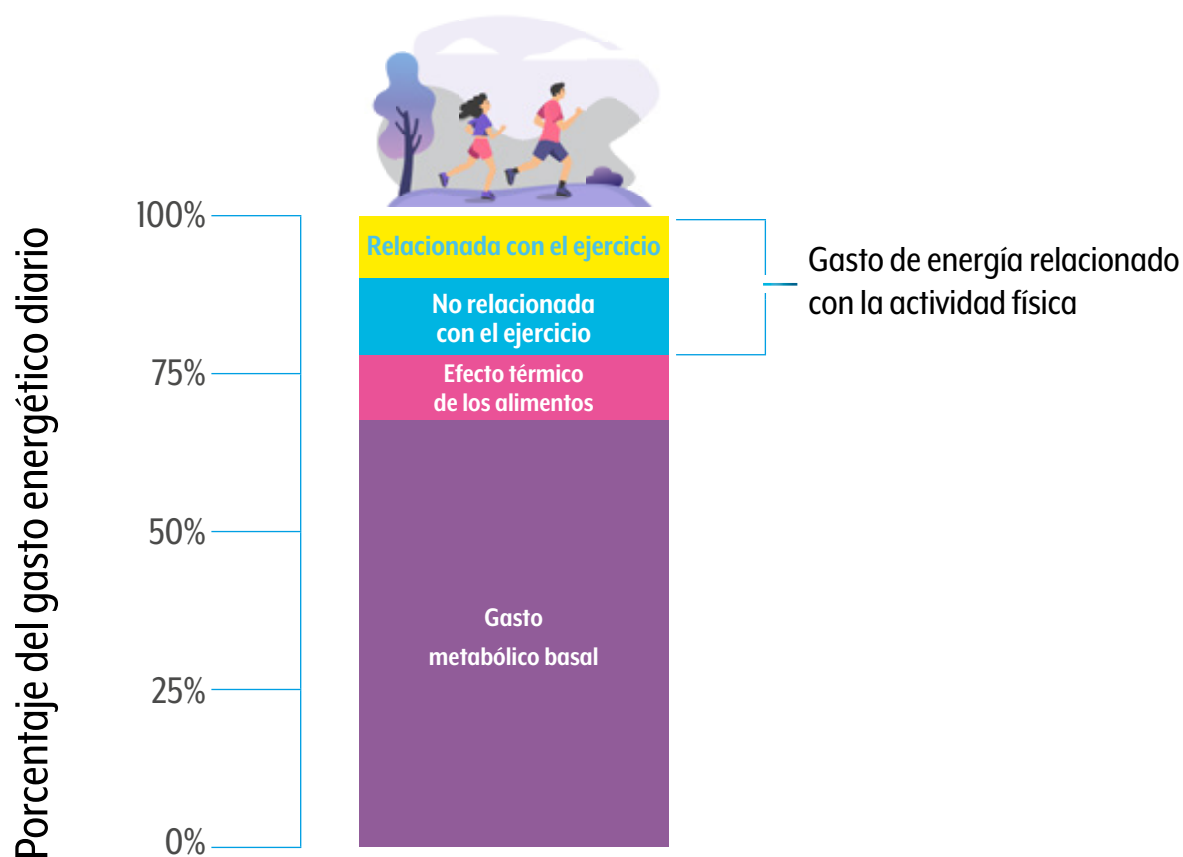 Porcentaje del gasto energético diario
100%
75%
50%
25%
0%
Relacionada con el ejercicio
No relacionada
con el ejercicio
Efecto térmico
de los alimentos
Gasto
metabólico basal
Gasto de energía relacionado
con la actividad física